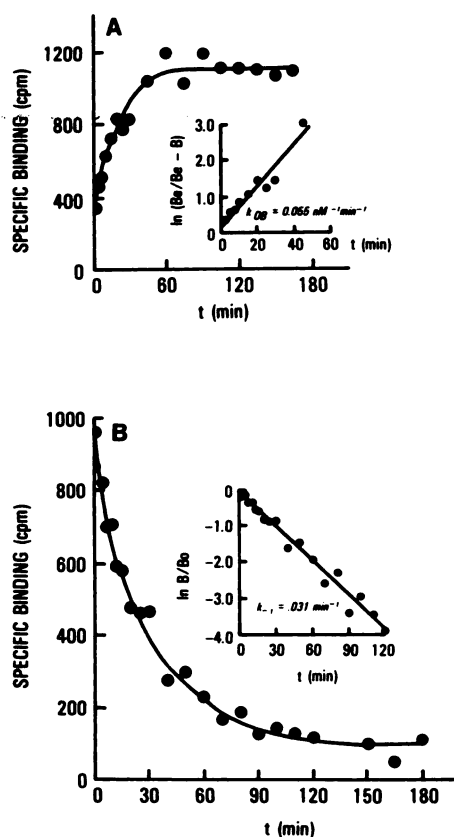 A
SPECIFIC BINDING (cpm)
1200
800
400
0
0 60 120 180
t (min)
ln (Be/Be - B)
3.0
2.0
1.0
0
k OB = 0.066 nM⁻¹min⁻¹
0 20 40 60
t (min)
B
SPECIFIC BINDING (cpm)
1000
800
600
400
200
0
0 30 60 90 120 150 180
t (min)
ln B/Bo
0
-1.0
-2.0
-3.0
-4.0
k₋₁ = .031 min⁻¹
0 30 60 90 120
t (min)